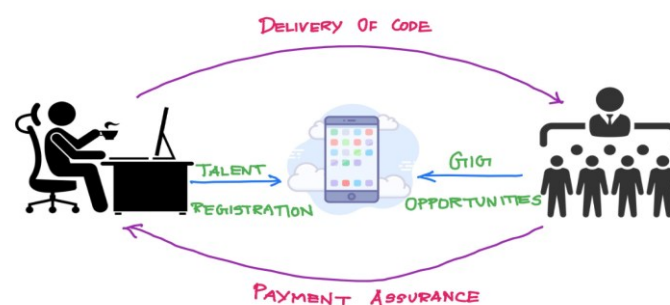 DELIVERY OF CODE
TALENT
REGISTRATION
GIG
OPPORTUNITIES
PAYMENT ASSURANCE